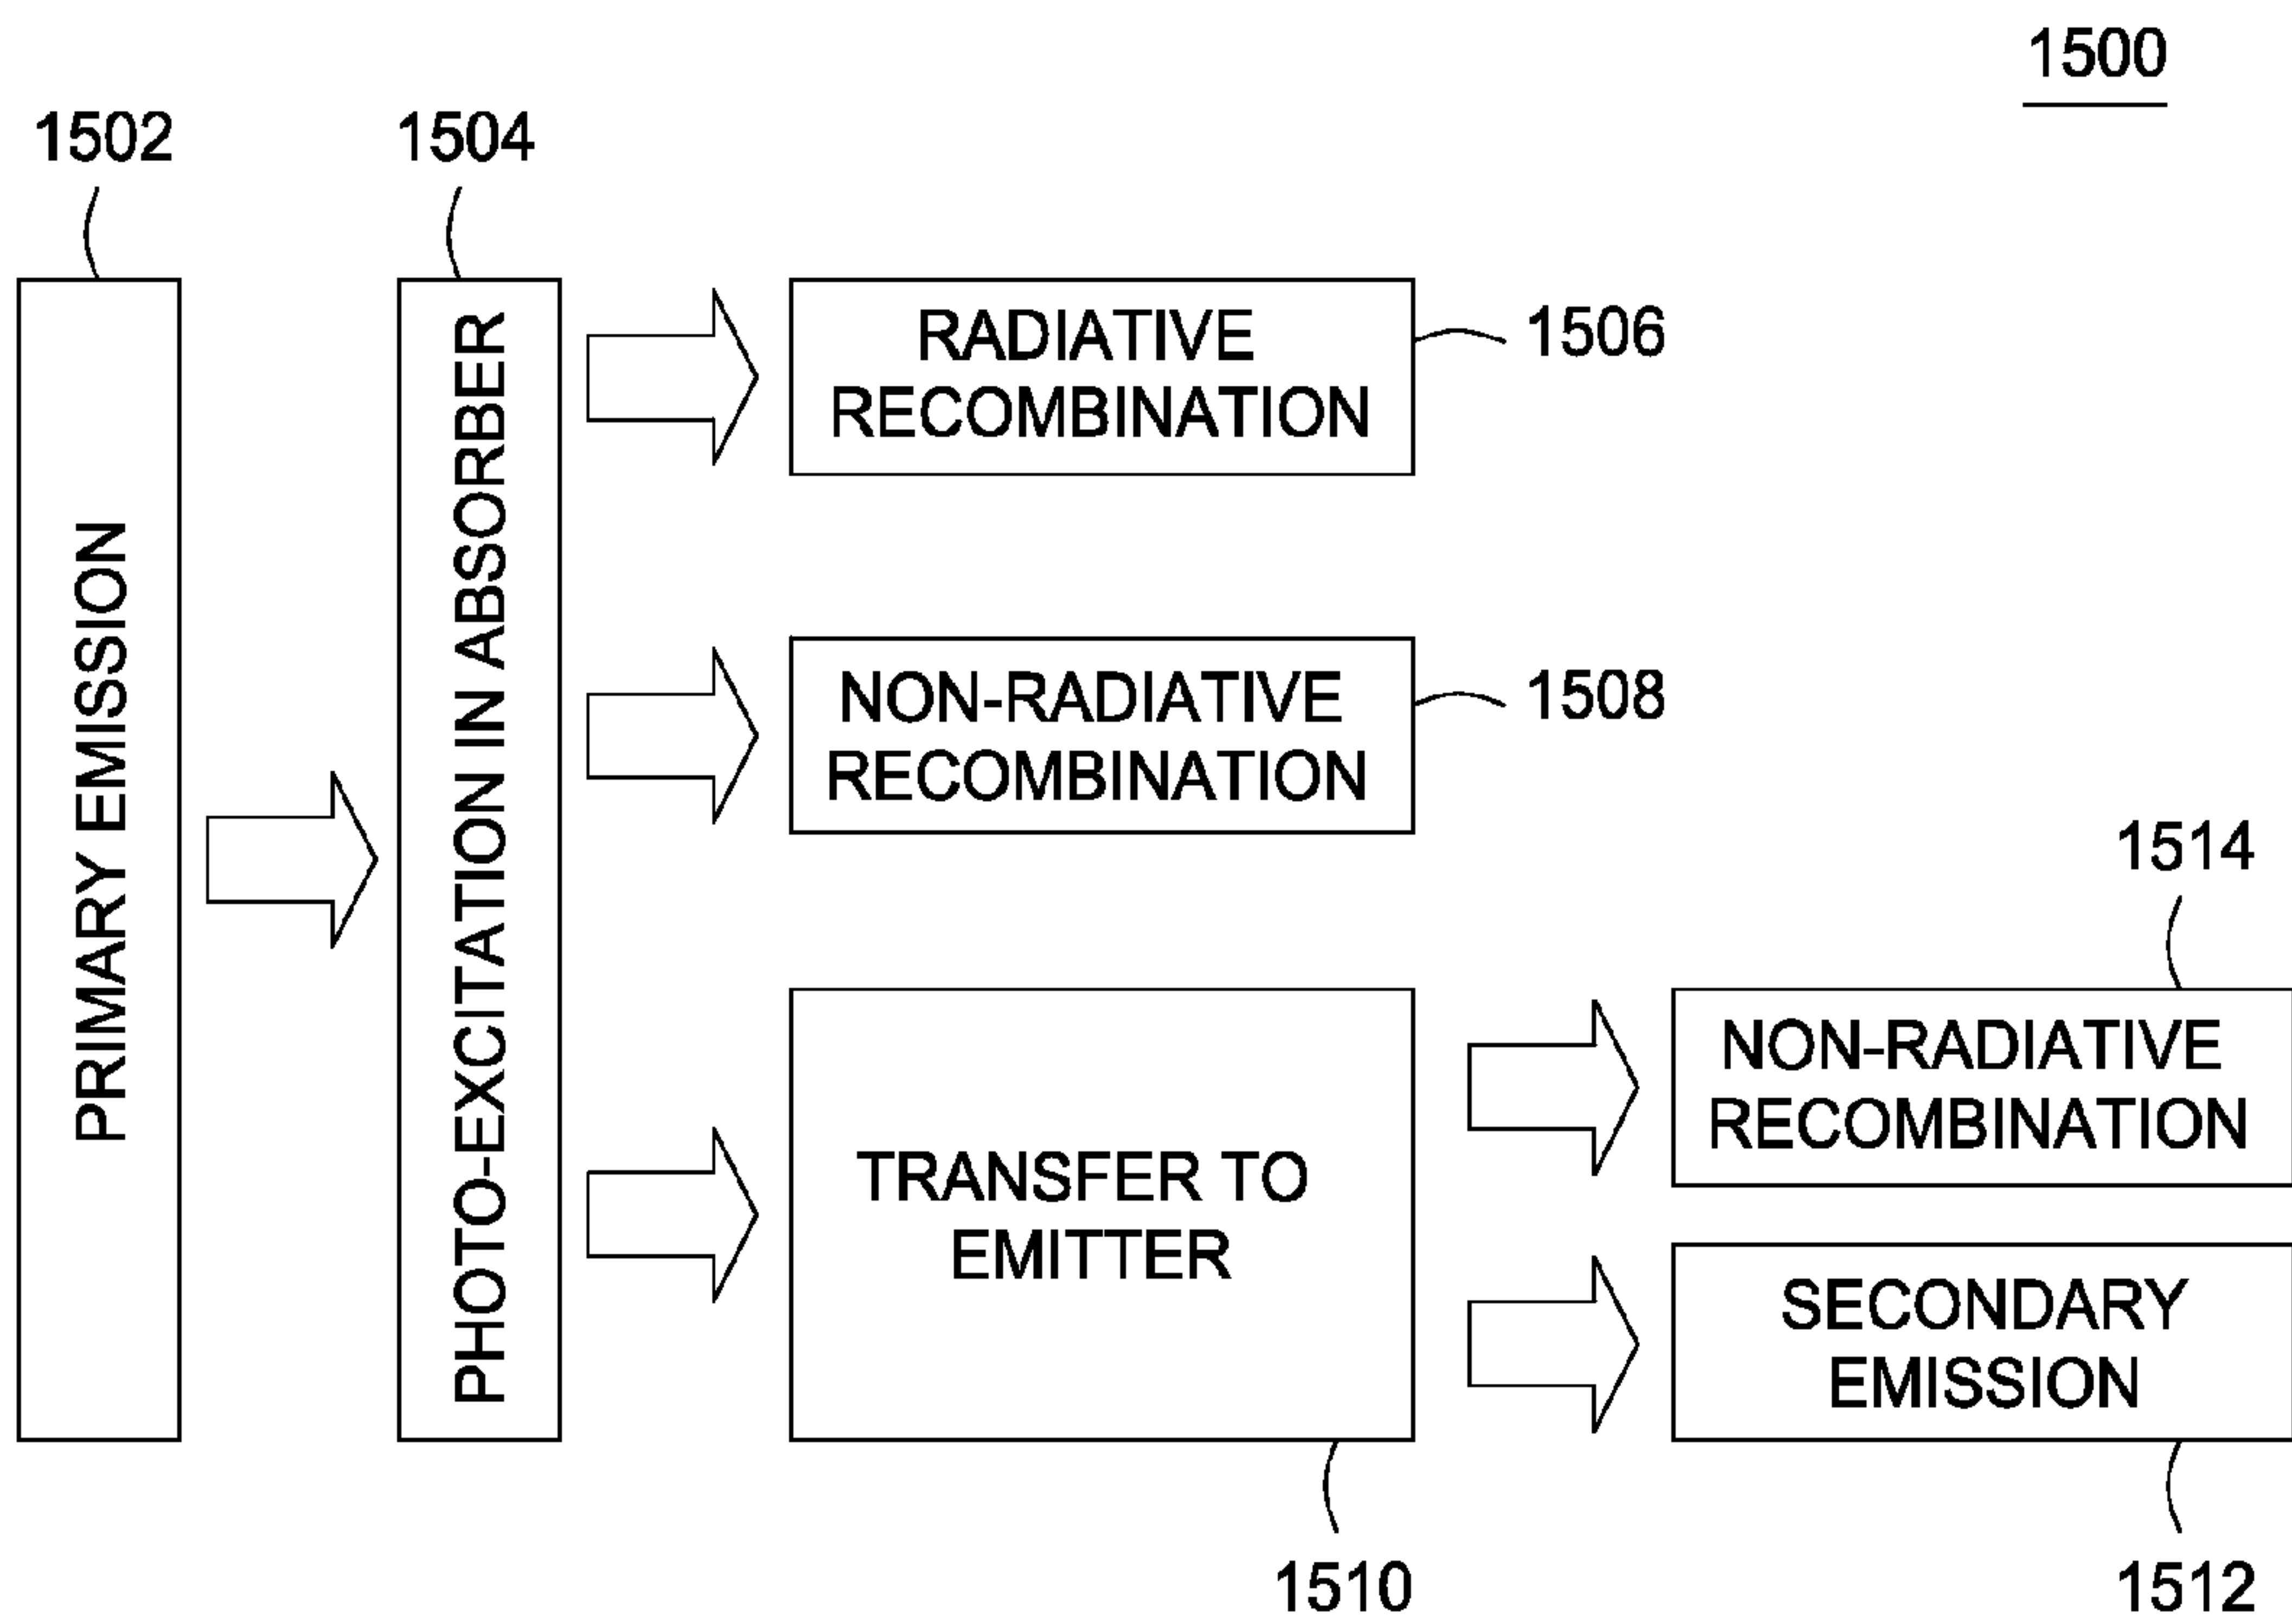 1500
1502
1504
PRIMARY EMISSION
PHOTO-EXCITATION IN ABSORBER
RADIATIVE
RECOMBINATION
1506
NON-RADIATIVE
RECOMBINATION
1508
TRANSFER TO
EMITTER
1510
1514
NON-RADIATIVE
RECOMBINATION
SECONDARY
EMISSION
1512